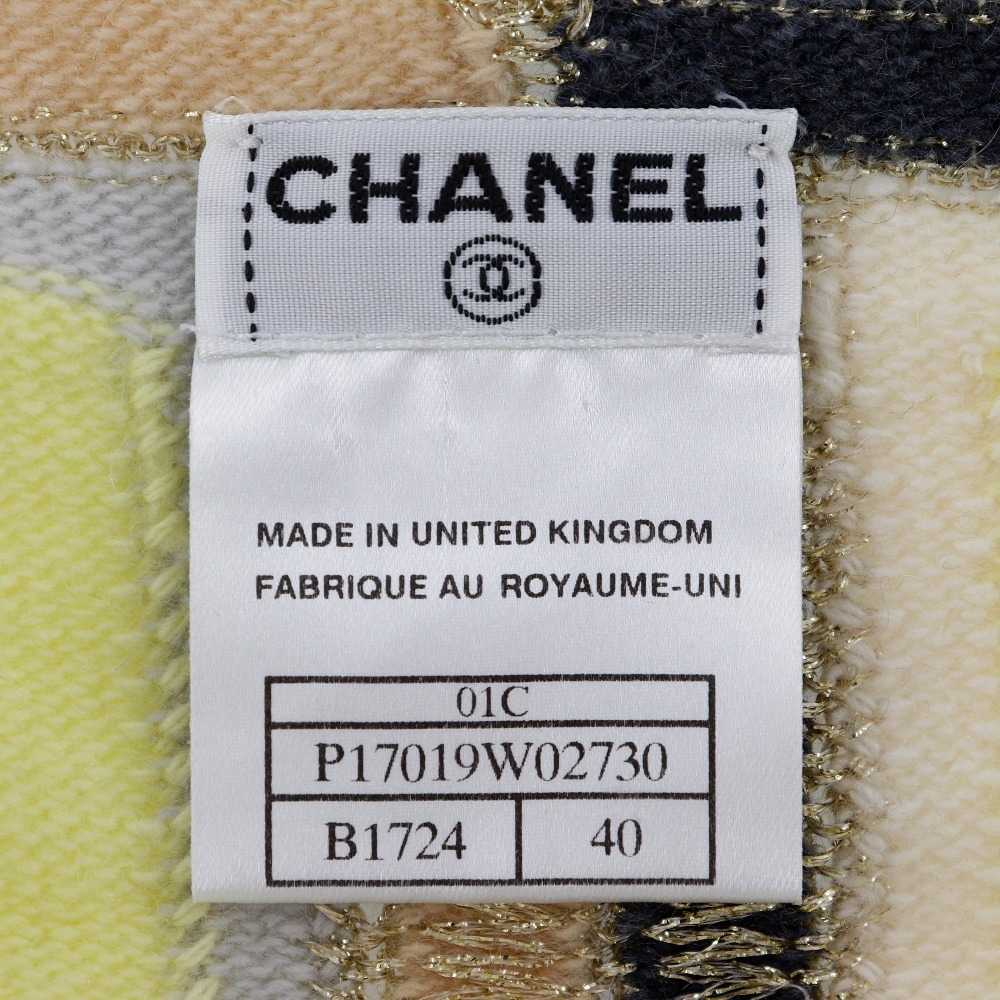 CHANEL
MADE IN UNITED KINGDOM
FABRIQUE AU ROYAUME-UNI
01C
P17019W02730
B1724 40